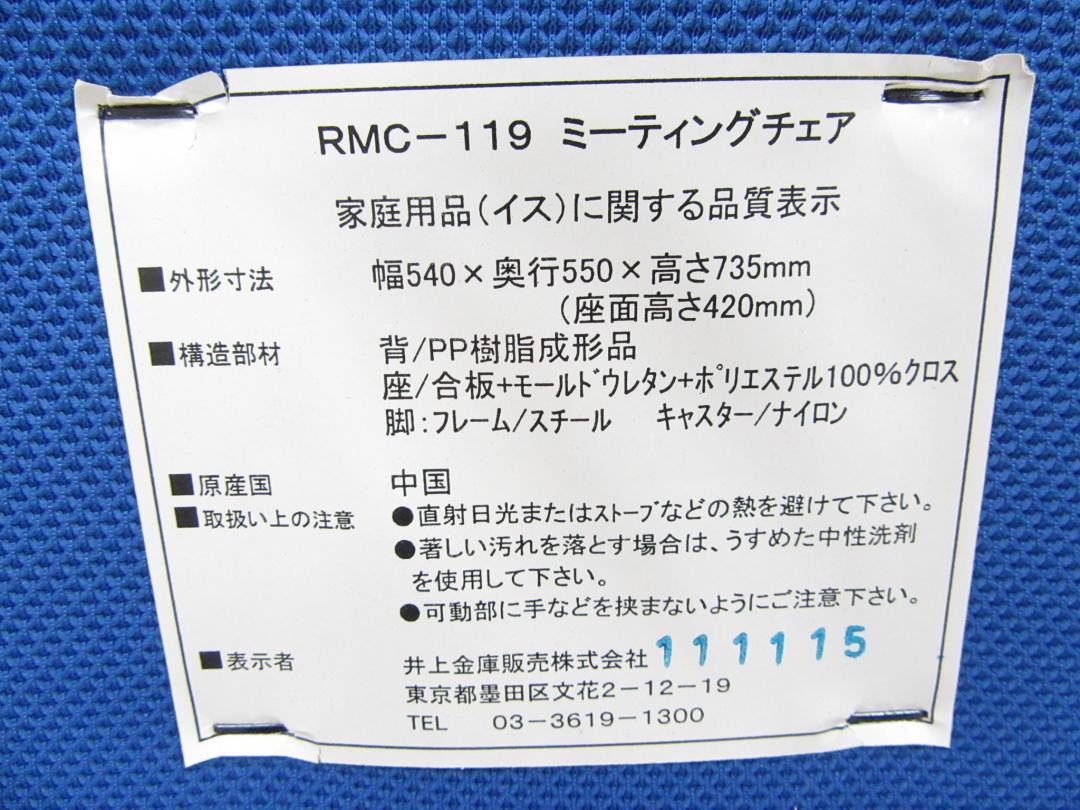 RMC-119 ミーティングチェア
家庭用品(イス)に関する品質表示
■外形寸法 幅540×奥行550×高さ735mm
(座面高さ420mm)
■構造部材 背/PP樹脂成形品
座/合板+モールドウレタン+ポリエステル100%クロス
脚:フレーム/スチール キャスター/ナイロン
■原産国 中国
■取扱い上の注意 ●直射日光またはストーブなどの熱を避けて下さい。
●著しい汚れを落とす場合は、うすめた中性洗剤
を使用して下さい。
●可動部に手などを挟まないようにご注意下さい。
■表示者 井上金庫販売株式会社 111115
東京都墨田区文花2-12-19
TEL 03-3619-1300